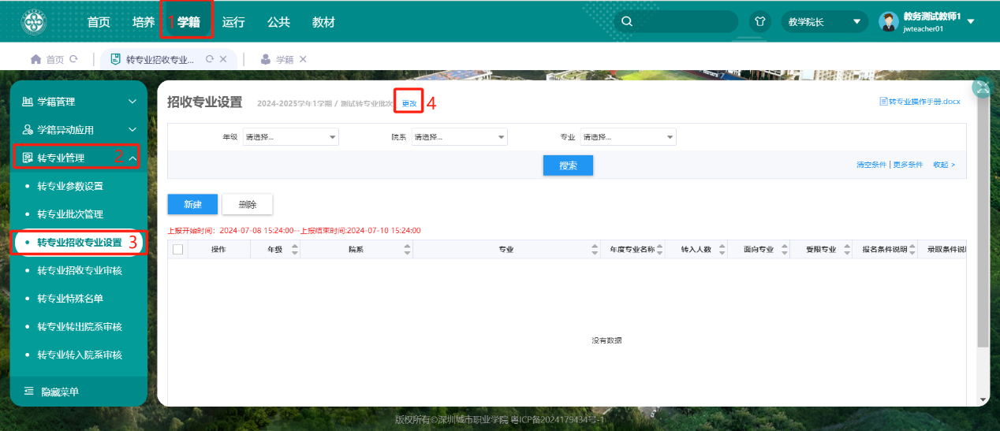 首页 培养 1 学籍 运行 公共 教材 教学院长 教务测试教师1
jwteacher01
首页 转专业招收专业... 学籍
学籍管理
学籍异动应用
转专业管理 2
转专业参数设置
转专业批次管理
转专业招收专业设置 3
转专业招收专业审核
转专业特殊名单
转专业转出院系审核
转专业转入院系审核
隐藏菜单
招收专业设置 2024-2025学年1学期 / 测试转专业批次 更改 4 转专业操作手册.docx
年级 请选择... 院系 请选择... 专业 请选择...
搜索 清空条件 | 更多条件 收起 >
新建 删除
上报开始时间：2024-07-08 15:24:00--上报结束时间:2024-07-10 15:24:00
操作 年级 院系 专业 年度专业名称 转入人数 面向专业 受限专业 报名条件说明 录取条件说
没有数据
版权所有©深圳城市职业学院 粤ICP备2024179434号-1